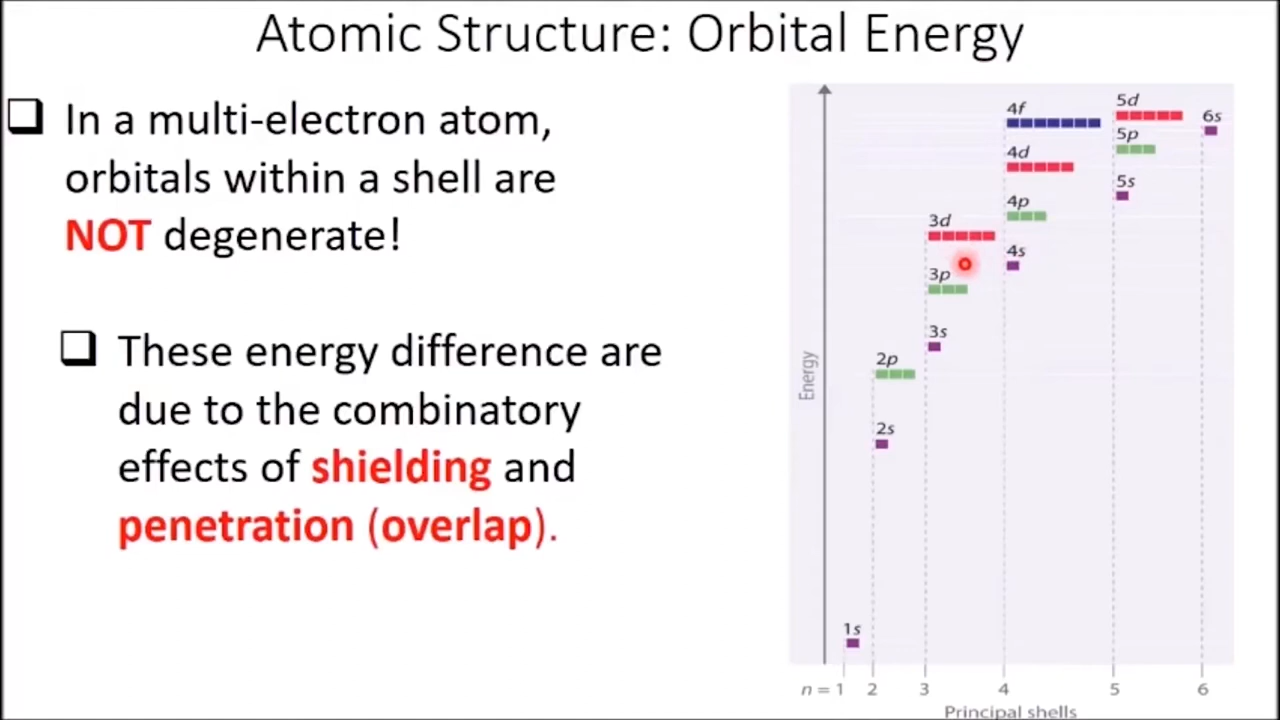 Atomic Structure: Orbital Energy
In a multi-electron atom,
orbitals within a shell are
NOT degenerate!
These energy difference are
due to the combinatory
effects of shielding and
penetration (overlap).
4f
5d
6s
5p
4d
5s
4p
3d
4s
3p
3s
2p
2s
1s
Energy
n = 1 2 3 4 5 6
Principal shells